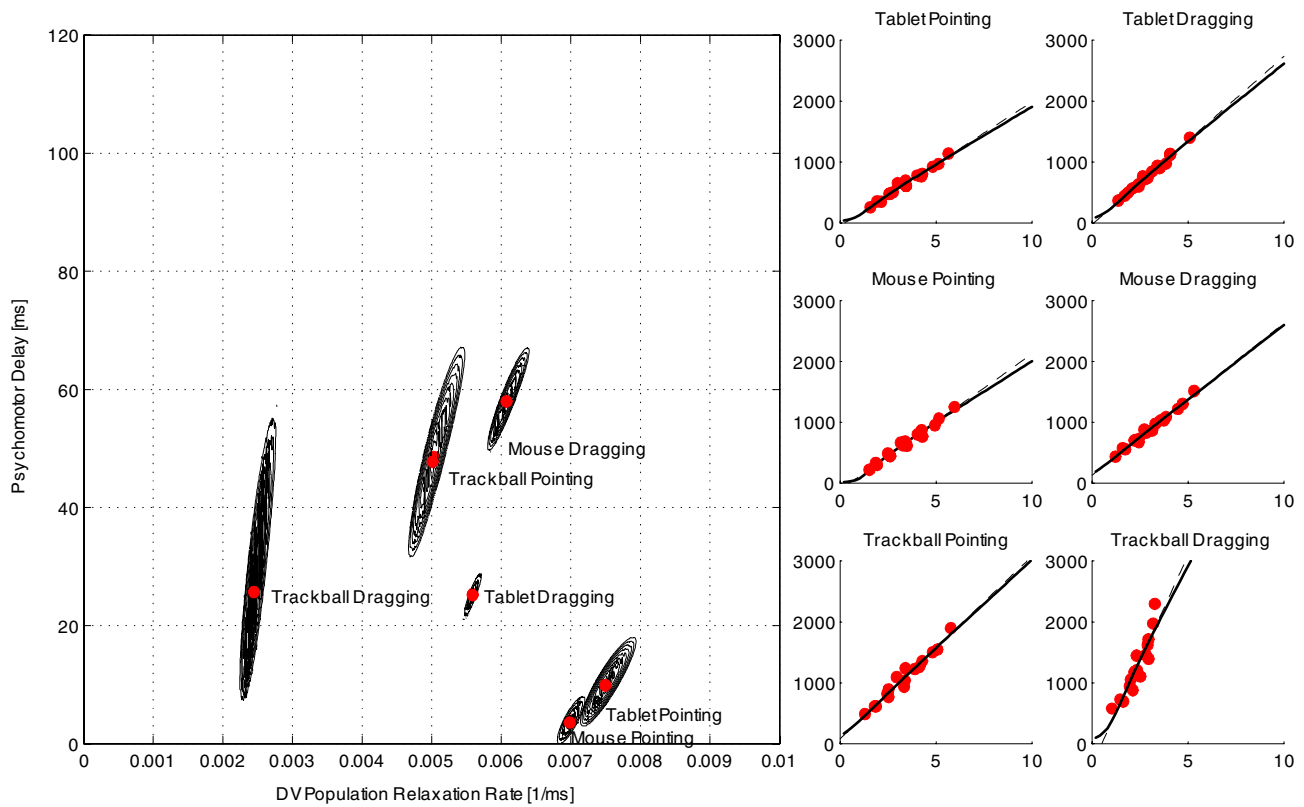 120
100
80
60
40
20
0
Psychomotor Delay [ms]
Mouse Dragging
Trackball Pointing
Trackball Dragging
Tablet Dragging
Tablet Pointing
Mouse Pointing
0 0.001 0.002 0.003 0.004 0.005 0.006 0.007 0.008 0.009 0.01
DV Population Relaxation Rate [1/ms]
Tablet Pointing
3000
2000
1000
0
0 5 10
Tablet Dragging
3000
2000
1000
0
0 5 10
Mouse Pointing
3000
2000
1000
0
0 5 10
Mouse Dragging
3000
2000
1000
0
0 5 10
Trackball Pointing
3000
2000
1000
0
0 5 10
Trackball Dragging
3000
2000
1000
0
0 5 10